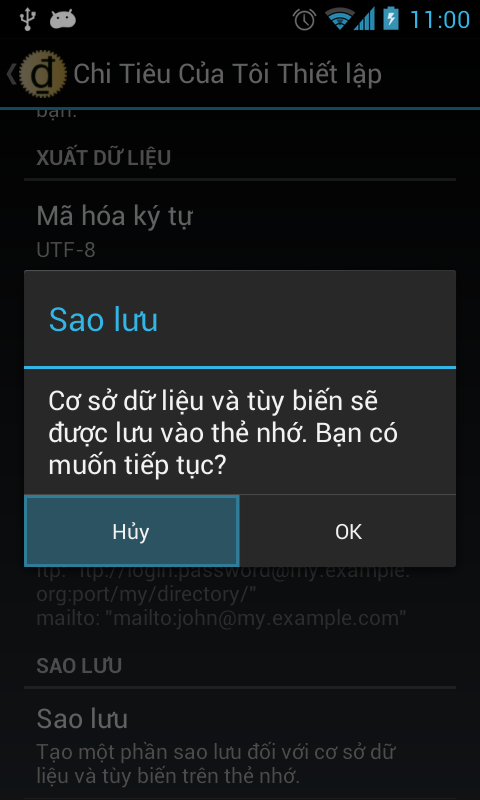 11:00
Chi Tiêu Của Tôi Thiết lập
bạn.
XUẤT DỮ LIỆU
Mã hóa ký tự
UTF-8
Sao lưu
Cơ sở dữ liệu và tùy biến sẽ
được lưu vào thẻ nhớ. Bạn có
muốn tiếp tục?
Hủy
OK
ftp: "ftp://login:password@my.example.
org:port/my/directory/"
mailto: "mailto:john@my.example.com"
SAO LƯU
Sao lưu
Tạo một phần sao lưu đối với cơ sở dữ
liệu và tùy biến trên thẻ nhớ.